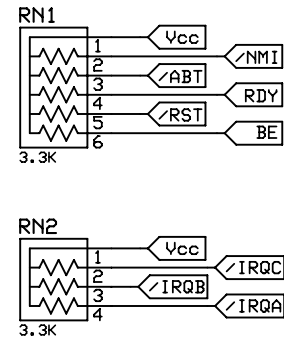 RN1
Vcc
1
/NMI
2
/ABT
3
RDY
4
/RST
5
BE
6
3.3K
RN2
Vcc
1
/IRQC
2
/IRQB
3
/IRQA
4
3.3K